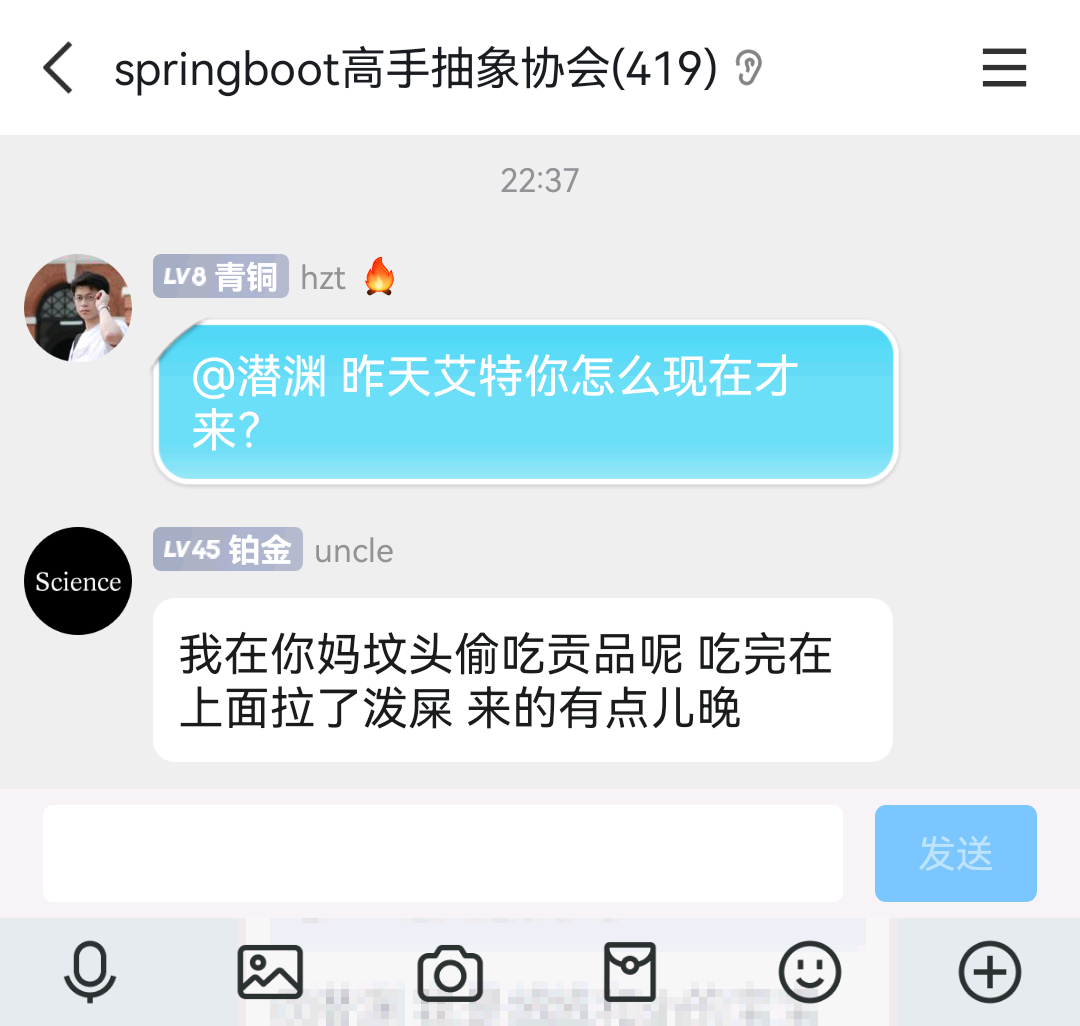 springboot高手抽象协会(419)
22:37
LV8 青铜 hzt
@潜渊 昨天艾特你怎么现在才
来?
Science
LV45 铂金 uncle
我在你妈坟头偷吃贡品呢 吃完在
上面拉了泼屎 来的有点儿晚
发送